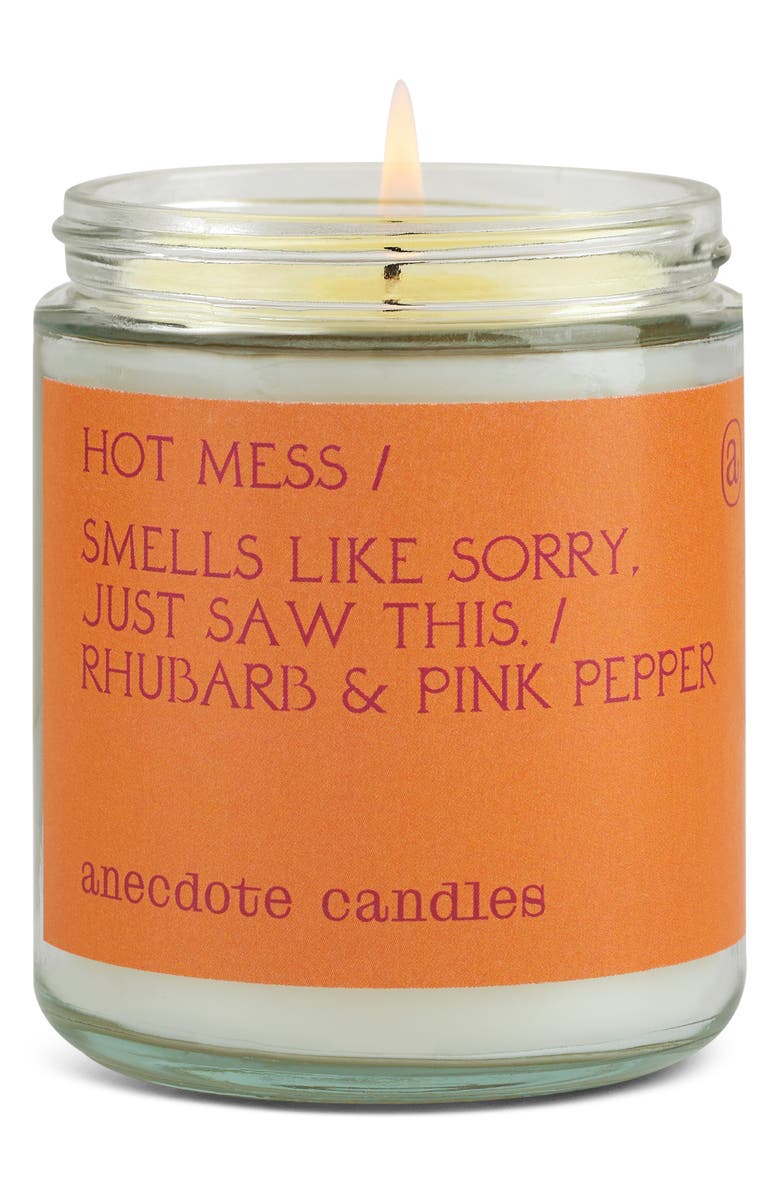 HOT MESS /
@
SMELLS LIKE SORRY,
JUST SAW THIS. /
RHUBARB & PINK PEPPER
anecdote candles